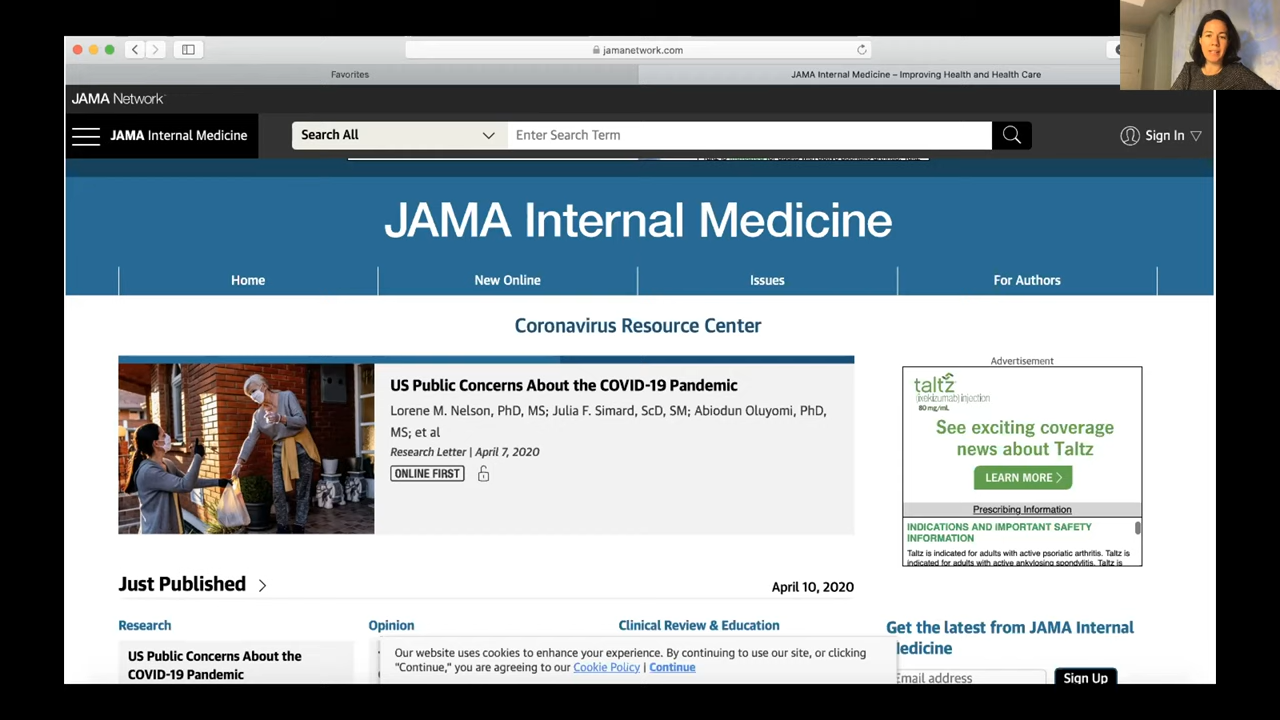 jamanetwork.com
Favorites
JAMA Internal Medicine – Improving Health and Health Care
JAMA Network
JAMA Internal Medicine
Search All
Enter Search Term
Sign In
JAMA Internal Medicine
Home
New Online
Issues
For Authors
Coronavirus Resource Center
US Public Concerns About the COVID-19 Pandemic
Lorene M. Nelson, PhD, MS; Julia F. Simard, ScD, SM; Abiodun Oluyomi, PhD,
MS; et al
Research Letter | April 7, 2020
ONLINE FIRST
Advertisement
taltz
(ixekizumab) injection
80 mg/mL
See exciting coverage
news about Taltz
LEARN MORE
Prescribing Information
INDICATIONS AND IMPORTANT SAFETY
INFORMATION
Taltz is indicated for adults with active psoriatic arthritis. Taltz is
indicated for adults with active ankylosing spondylitis. Taltz is
Just Published
April 10, 2020
Research
Opinion
Clinical Review & Education
US Public Concerns About the
COVID-19 Pandemic
Our website uses cookies to enhance your experience. By continuing to use our site, or clicking
"Continue," you are agreeing to our Cookie Policy | Continue
Get the latest from JAMA Internal
Medicine
Email address
Sign Up